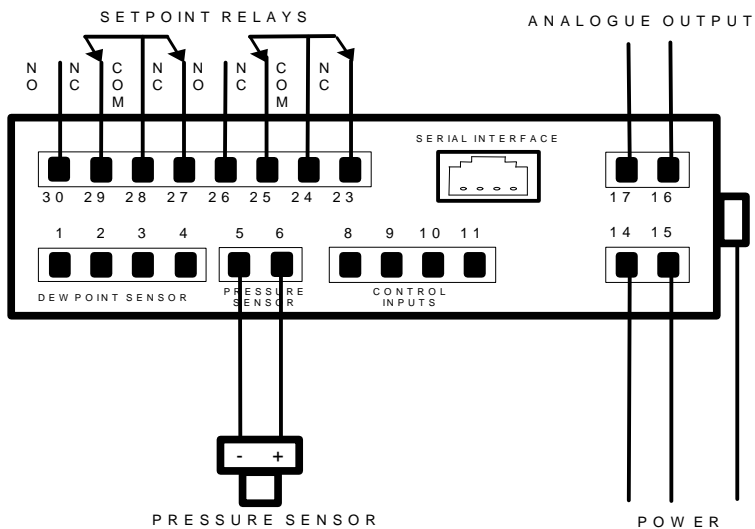 SETPOINT RELAYS
ANALOGUE OUTPUT
NO NC COM NC NO NC COM NC
SERIAL INTERFACE
30 29 28 27 26 25 24 23
17 16
1 2 3 4 5 6 8 9 10 11
14 15
DEW POINT SENSOR
PRESSURE SENSOR
CONTROL INPUTS
- +
PRESSURE SENSOR
POWER